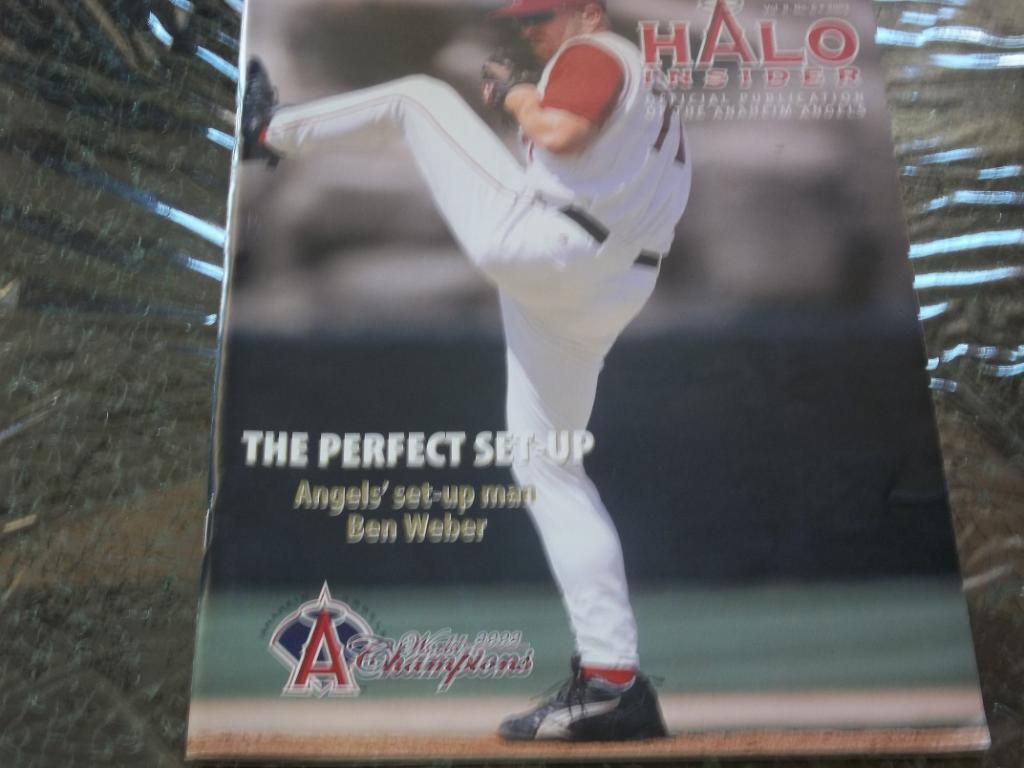 HALO
INSIDER
OFFICIAL PUBLICATION
OF THE ANAHEIM ANGELS
THE PERFECT SET-UP
Angels' set-up man
Ben Weber
A
World 2002
Champions